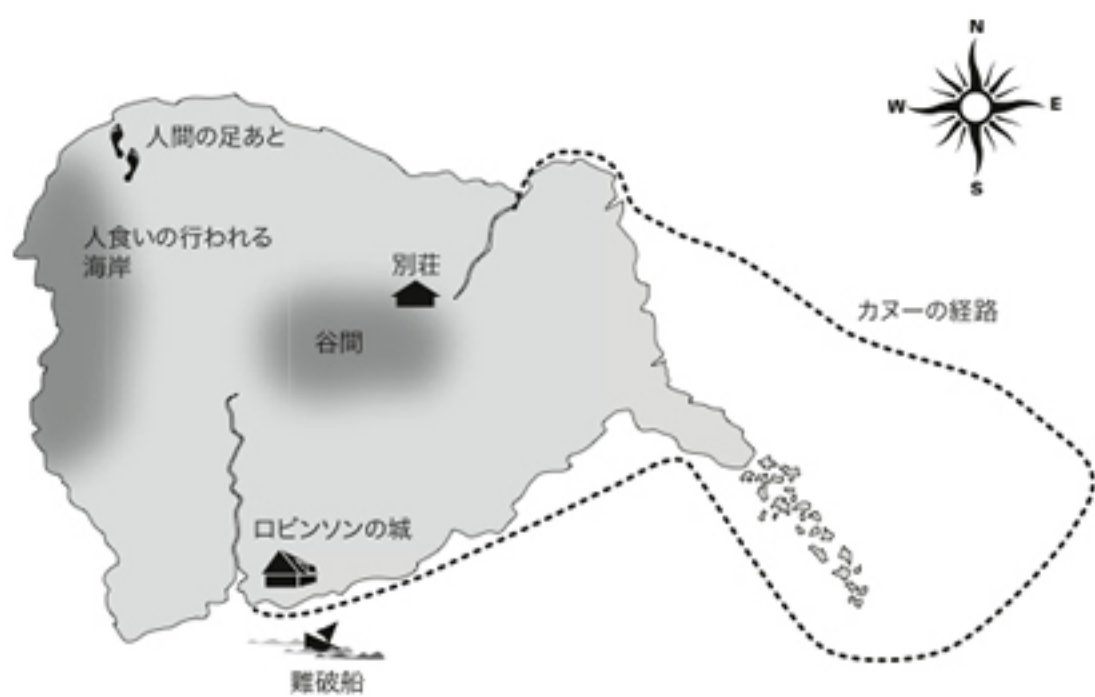 N
W
E
S
人間の足あと
人食いの行われる
海岸
別荘
カヌーの経路
谷間
ロビンソンの城
難破船